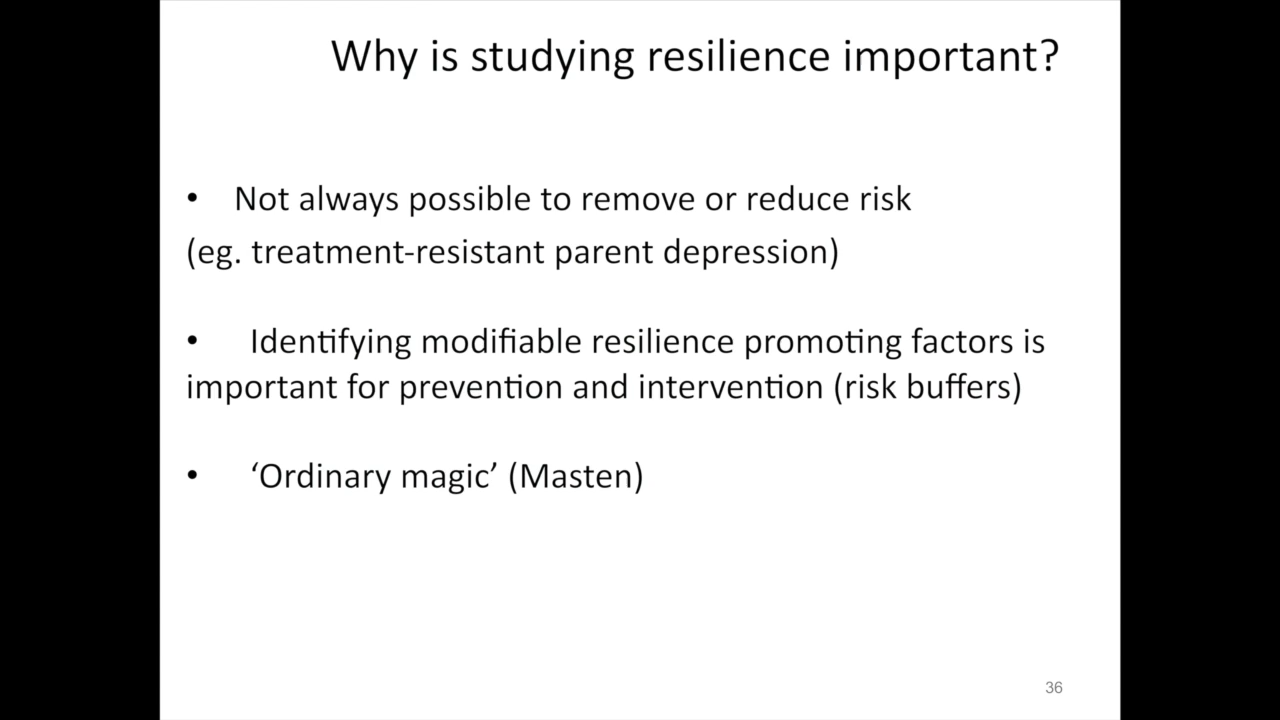 Why is studying resilience important?
• Not always possible to remove or reduce risk
(eg. treatment-resistant parent depression)
• Identifying modifiable resilience promoting factors is
important for prevention and intervention (risk buffers)
• ‘Ordinary magic’ (Masten)
36